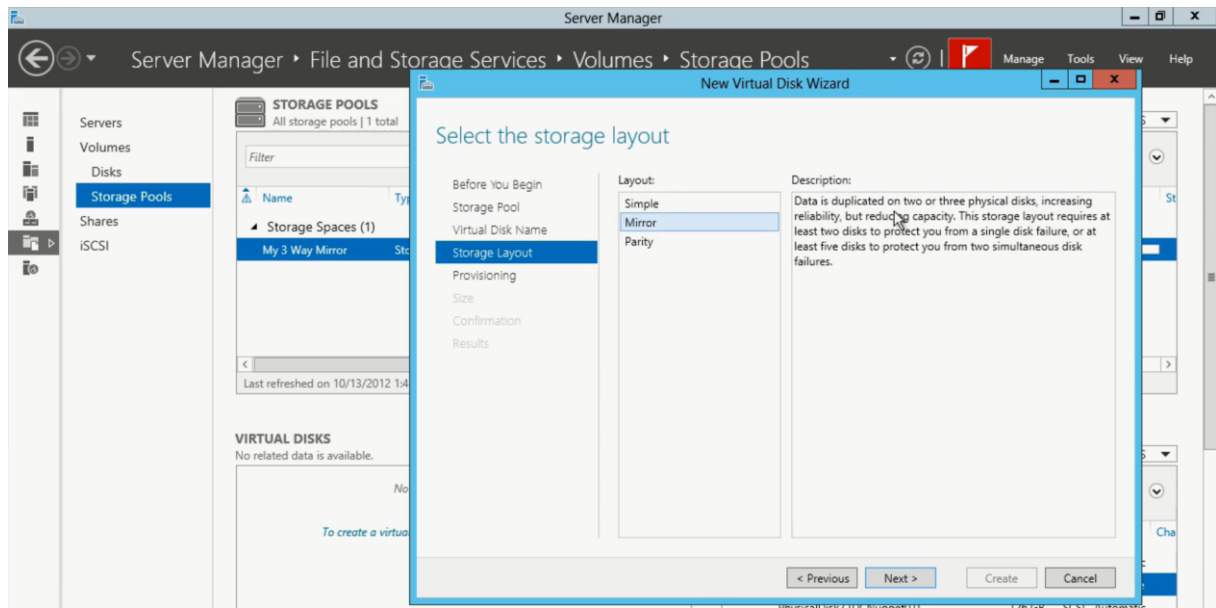 Server Manager
Server Manager ‣ File and Storage Services ‣ Volumes ‣ Storage Pools
Manage Tools View Help
Servers
Volumes
Disks
Storage Pools
Shares
iSCSI
STORAGE POOLS
All storage pools | 1 total
Filter
Name
Storage Spaces (1)
My 3 Way Mirror
Last refreshed on 10/13/2012
VIRTUAL DISKS
No related data is available.
No
To create a
New Virtual Disk Wizard
Select the storage layout
Before You Begin
Storage Pool
Virtual Disk Name
Storage Layout
Provisioning
Size
Confirmation
Results
Layout:
Simple
Mirror
Parity
Description:
Data is duplicated on two or three physical disks, increasing
reliability, but reducing capacity. This storage layout requires at
least two disks to protect you from a single disk failure, or at
least five disks to protect you from two simultaneous disk
failures.
< Previous Next > Create Cancel